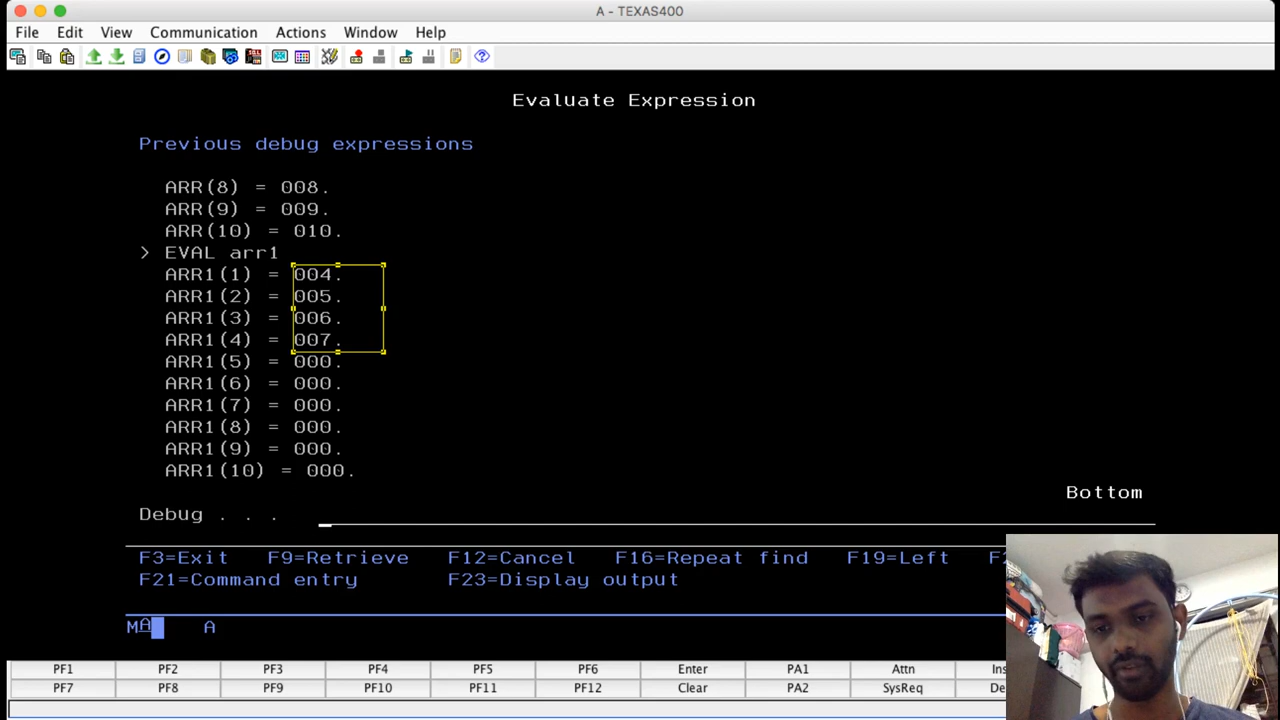 A - TEXAS400
File Edit View Communication Actions Window Help
Evaluate Expression
Previous debug expressions
ARR(8) = 008.
ARR(9) = 009.
ARR(10) = 010.
> EVAL arr1
ARR1(1) = 004.
ARR1(2) = 005.
ARR1(3) = 006.
ARR1(4) = 007.
ARR1(5) = 000.
ARR1(6) = 000.
ARR1(7) = 000.
ARR1(8) = 000.
ARR1(9) = 000.
ARR1(10) = 000.
Bottom
Debug . . .
F3=Exit F9=Retrieve F12=Cancel F16=Repeat find F19=Left
F21=Command entry F23=Display output
MA A
PF1 PF2 PF3 PF4 PF5 PF6 Enter PA1 Attn Ins
PF7 PF8 PF9 PF10 PF11 PF12 Clear PA2 SysReq De